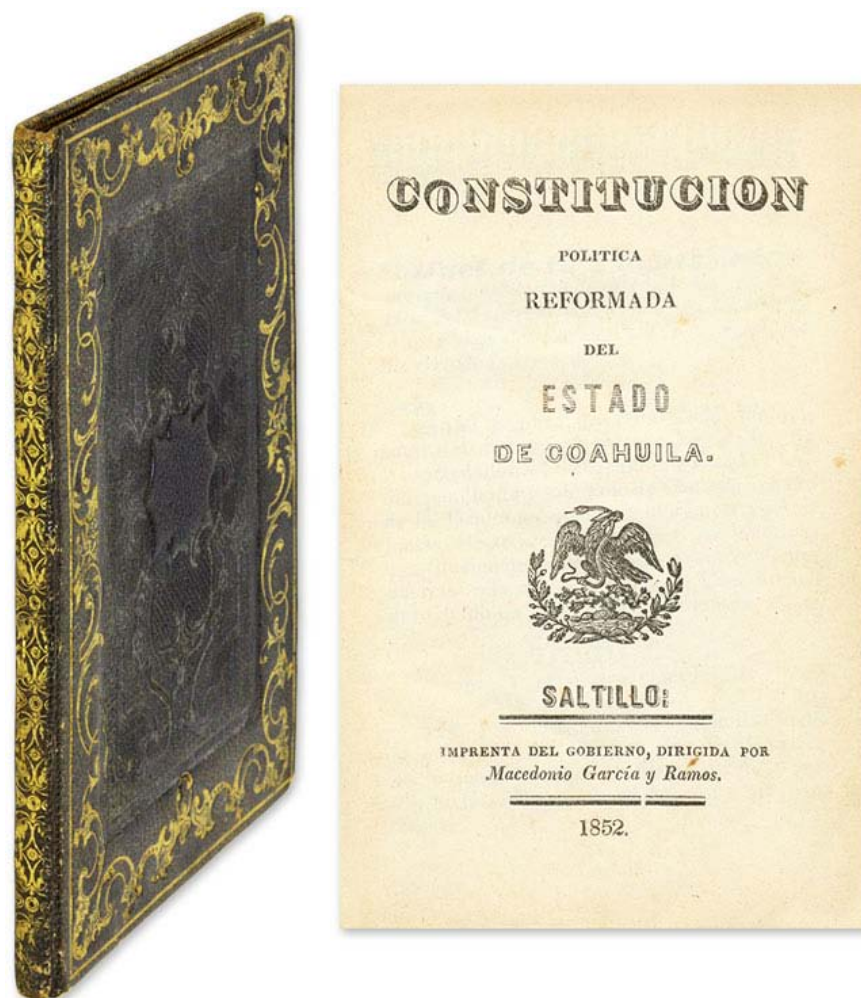 CONSTITUCION
POLITICA
REFORMADA
DEL
ESTADO
DE COAHUILA.
SALTILLO:
IMPRENTA DEL GOBIERNO, DIRIGIDA POR
Macedonio García y Ramos.
1852.